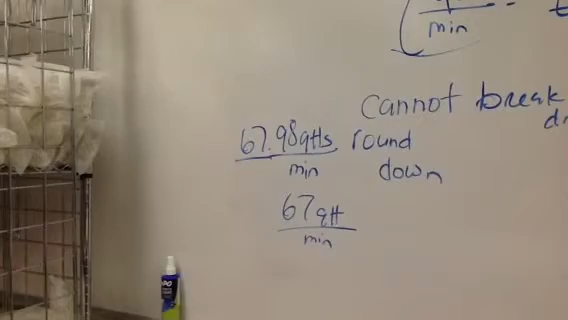 min
cannot break
67.98gtts round
min down
67gtt
min